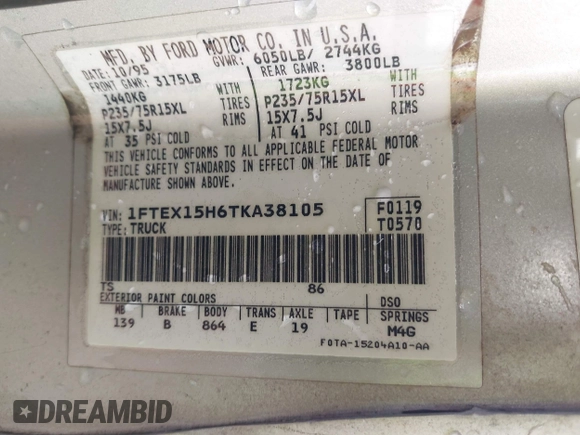 MFD. BY FORD MOTOR CO. IN U.S.A.
DATE: 10/95 GVWR: 6050LB/ 2744KG
FRONT GAWR: 3175LB REAR GAWR: 3800LB
1440KG WITH 1723KG WITH
P235/75R15XL TIRES P235/75R15XL TIRES
15X7.5J RIMS 15X7.5J RIMS
AT 35 PSI COLD AT 41 PSI COLD
THIS VEHICLE CONFORMS TO ALL APPLICABLE FEDERAL MOTOR
VEHICLE SAFETY STANDARDS IN EFFECT ON THE DATE OF
MANUFACTURE SHOWN ABOVE.
VIN: 1FTEX15H6TKA38105 F0119
TYPE: TRUCK T0570
TS 86
EXTERIOR PAINT COLORS DSO
WB BRAKE BODY TRANS AXLE TAPE SPRINGS
139 B 864 E 19 M4G
F0TA-15204A10-AA
DREAMBID